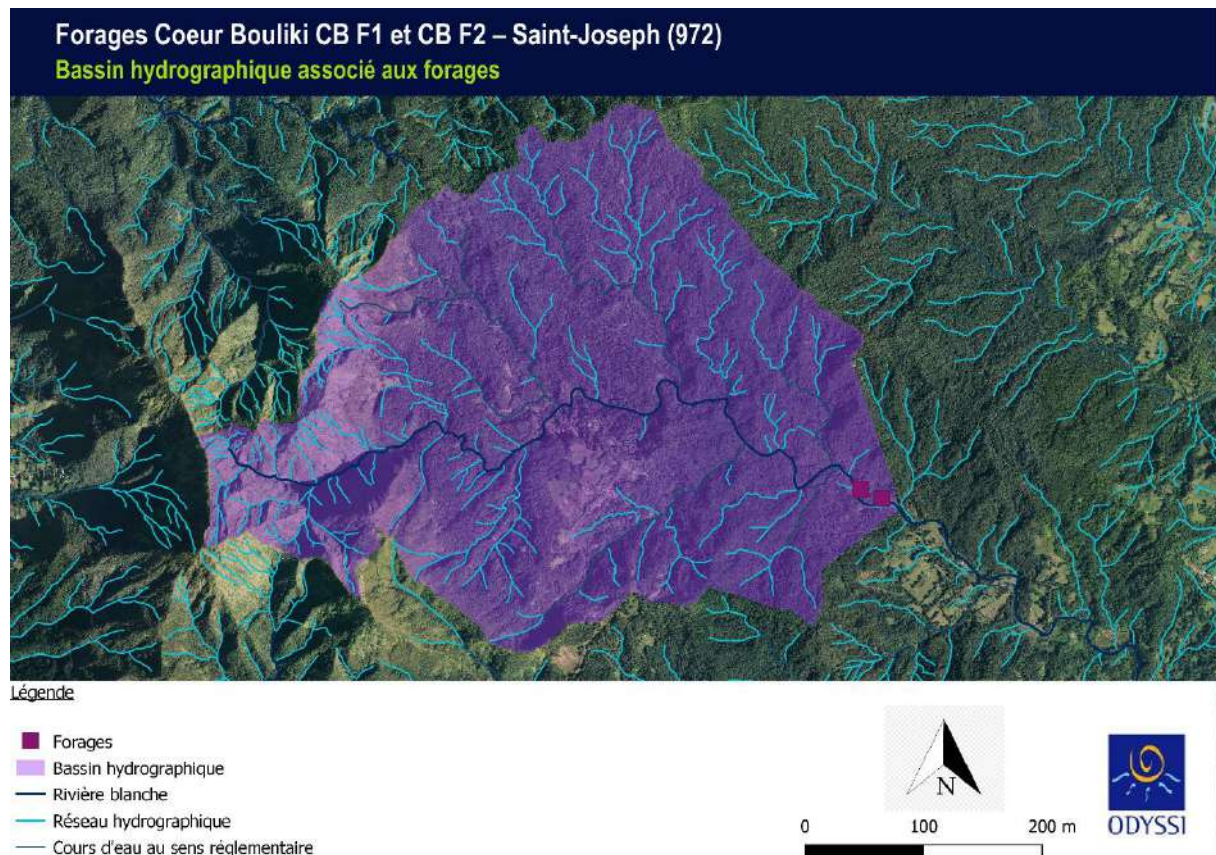 Forages Coeur Bouliki CB F1 et CB F2 – Saint-Joseph (972)
Bassin hydrographique associé aux forages
Légende
Forages
Bassin hydrographique
Rivière blanche
Réseau hydrographique
Cours d'eau au sens réglementaire
N
0 100 200 m
ODYSSI